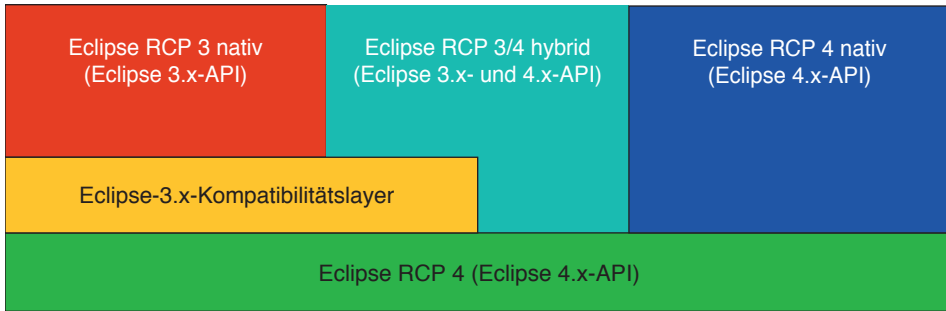 Eclipse RCP 3 nativ
(Eclipse 3.x-API)
Eclipse RCP 3/4 hybrid
(Eclipse 3.x- und 4.x-API)
Eclipse RCP 4 nativ
(Eclipse 4.x-API)
Eclipse-3.x-Kompatibilitätslayer
Eclipse RCP 4 (Eclipse 4.x-API)